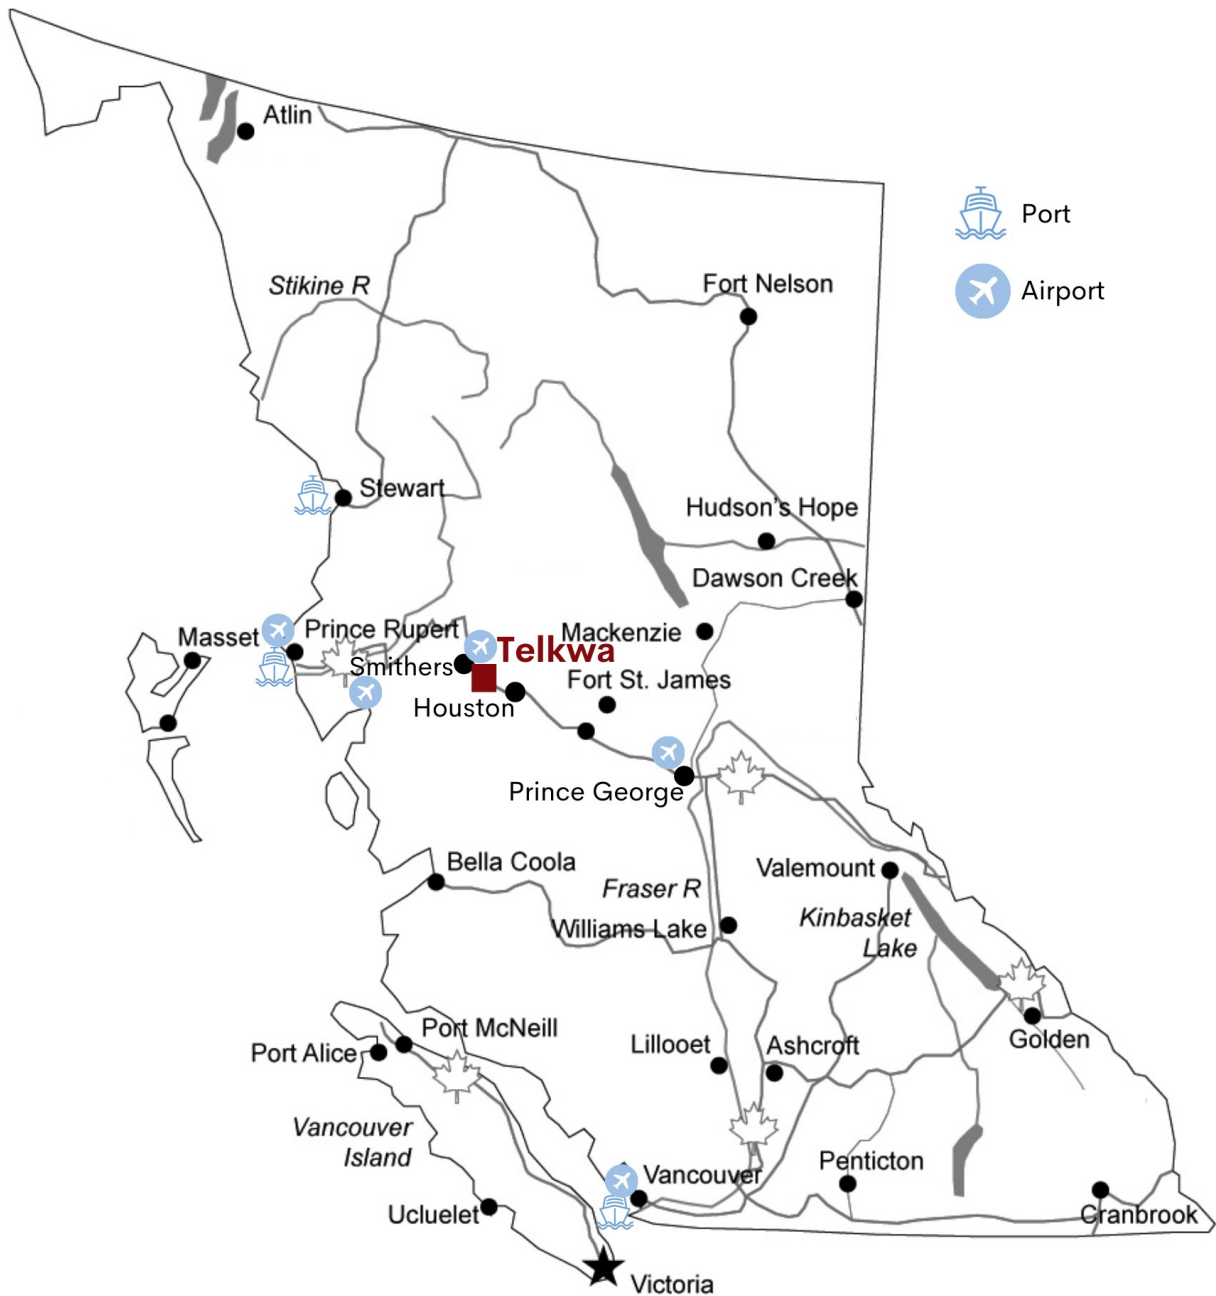 Atlin
Port
Stikine R
Fort Nelson
Airport
Stewart
Hudson's Hope
Dawson Creek
Masset
Prince Rupert
Mackenzie
Telkwa
Smithers
Fort St. James
Houston
Prince George
Bella Coola
Valemount
Fraser R
Williams Lake
Kinbasket
Lake
Port McNeill
Port Alice
Lillooet
Ashcroft
Golden
Vancouver
Island
Penticton
Vancouver
Ucluelet
Cranbrook
Victoria